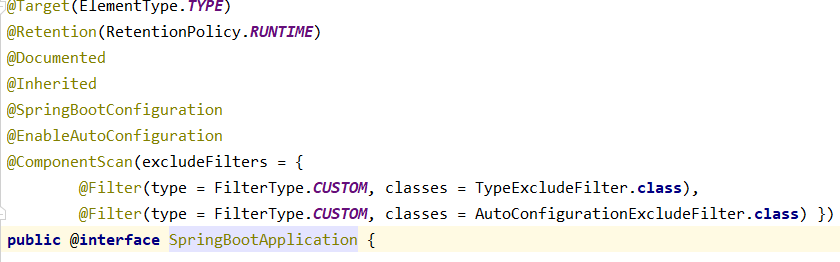 @Target(ElementType.TYPE)
@Retention(RetentionPolicy.RUNTIME)
@Documented
@Inherited
@SpringBootConfiguration
@EnableAutoConfiguration
@ComponentScan(excludeFilters = {
        @Filter(type = FilterType.CUSTOM, classes = TypeExcludeFilter.class),
        @Filter(type = FilterType.CUSTOM, classes = AutoConfigurationExcludeFilter.class) })
public @interface SpringBootApplication {